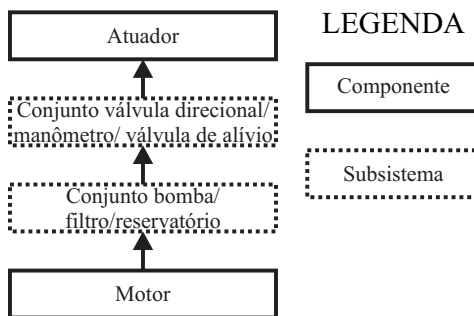 Atuador
Conjunto válvula direcional/
manômetro/ válvula de alívio
Conjunto bomba/
filtro/reservatório
Motor
LEGENDA
Componente
Subsistema